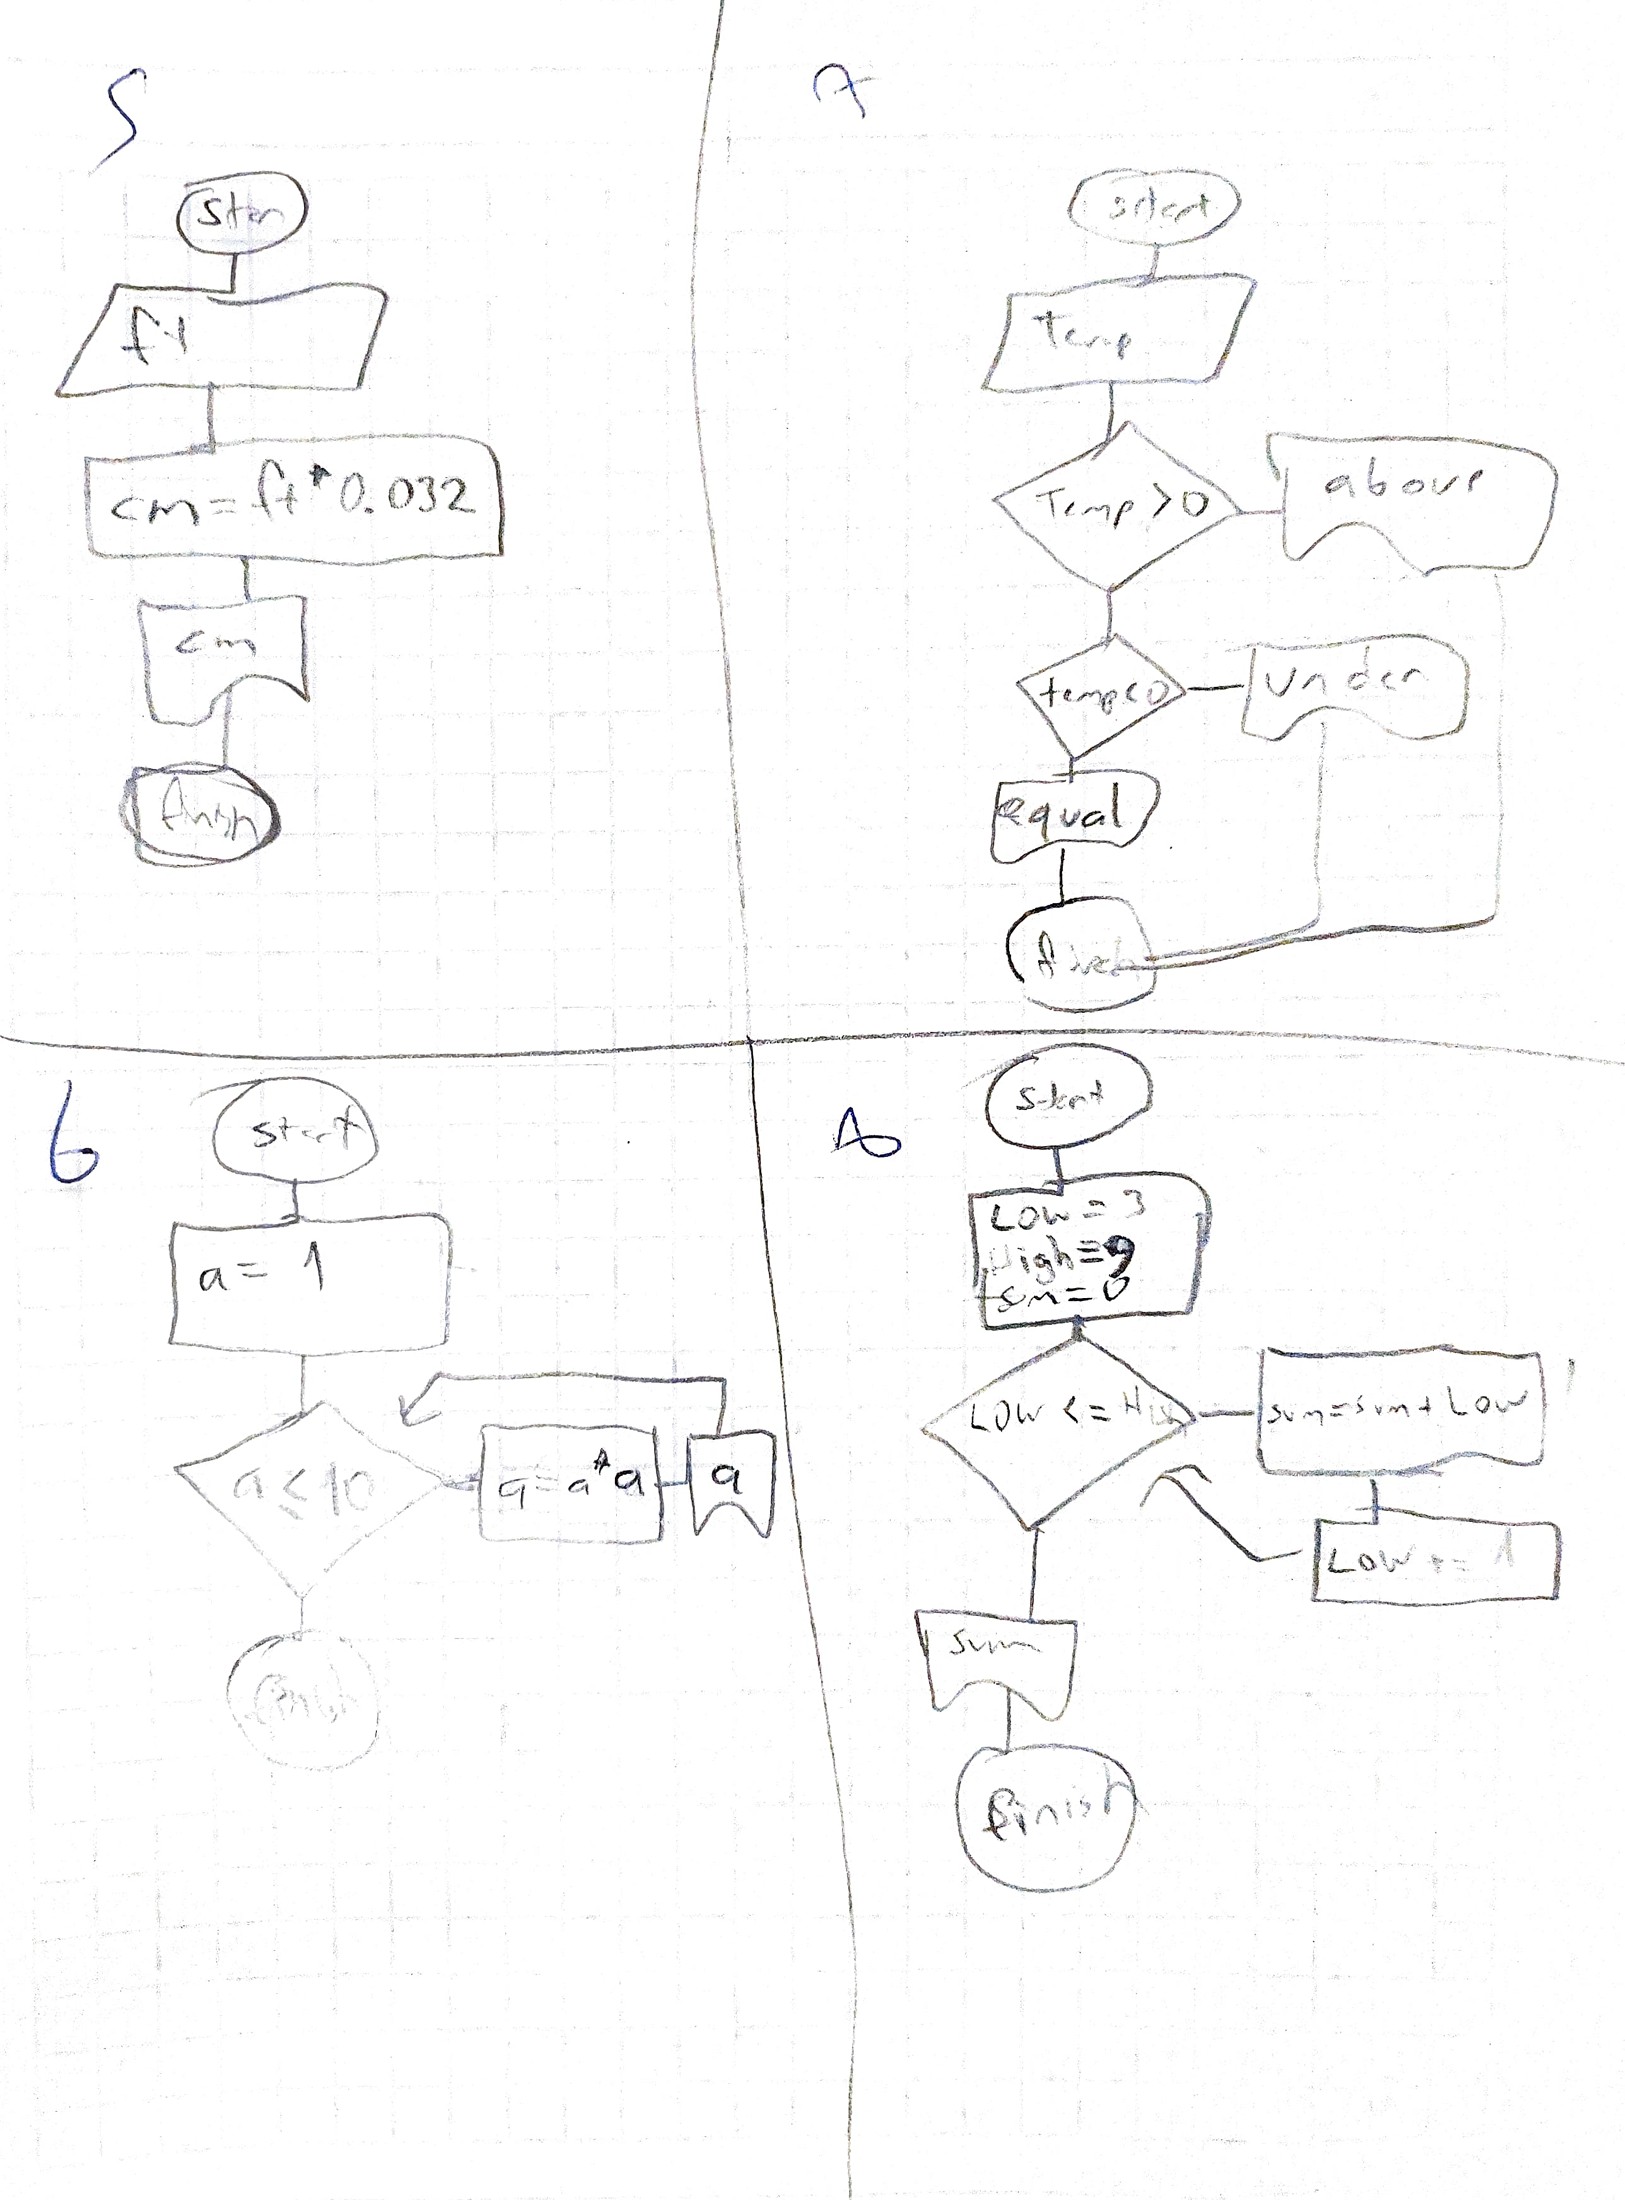 5
start
ft
cm = ft * 0.032
cm
finish
7
start
Temp
Temp > 0
above
temp < 0
under
equal
finish
6
start
a = 1
a ≤ 10
a = a * a
a
finish
start
Low = 3
High = 9
sum = 0
Low <= High
sum = sum + Low
Low += 1
sum
finish